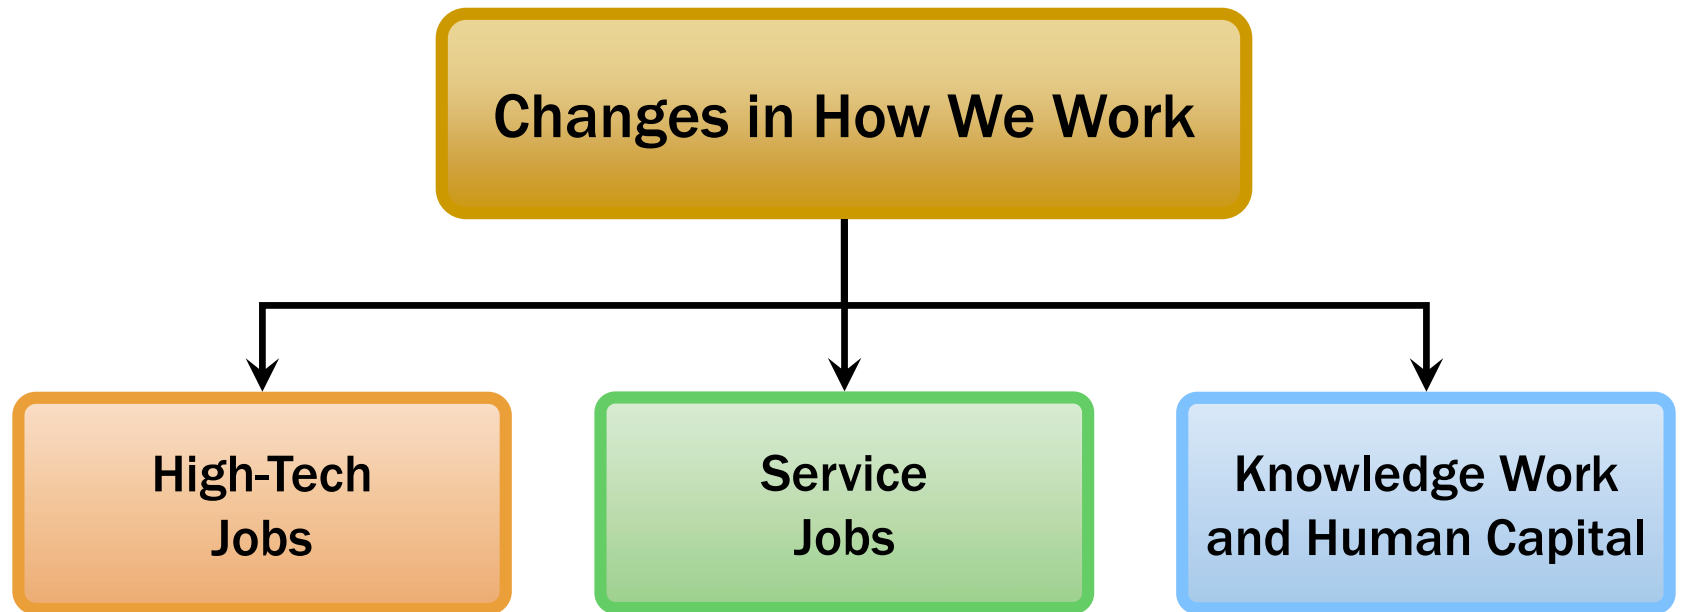 Changes in How We Work
High-Tech
Jobs
Service
Jobs
Knowledge Work
and Human Capital